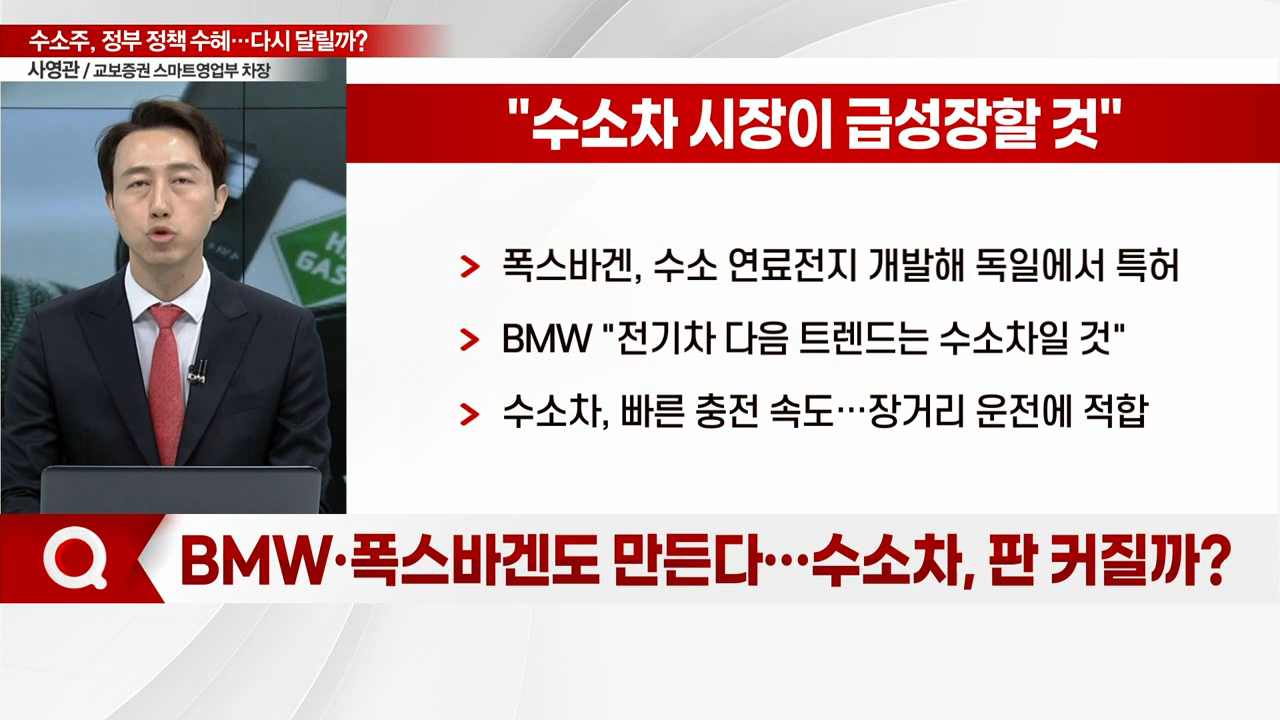 수소주, 정부 정책 수혜…다시 달릴까?
사영관 / 교보증권 스마트영업부 차장
"수소차 시장이 급성장할 것"
> 폭스바겐, 수소 연료전지 개발해 독일에서 특허
> BMW "전기차 다음 트렌드는 수소차일 것"
> 수소차, 빠른 충전 속도…장거리 운전에 적합
GAS
Q BMW·폭스바겐도 만든다…수소차, 판 커질까?